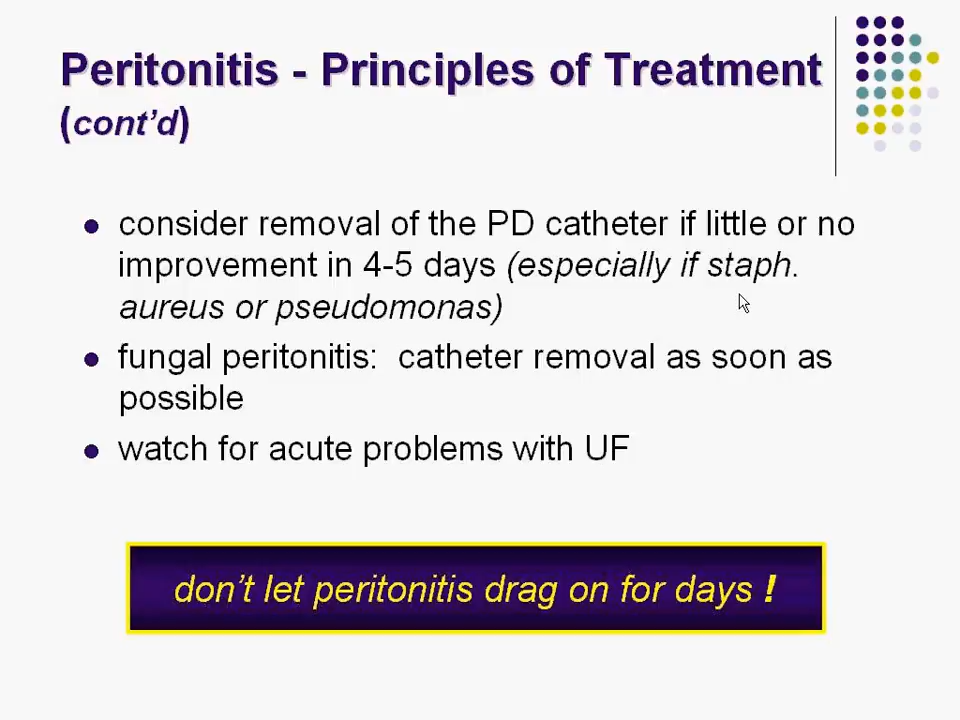 Peritonitis - Principles of Treatment
(cont’d)
● consider removal of the PD catheter if little or no
improvement in 4-5 days (especially if staph.
aureus or pseudomonas)
● fungal peritonitis:  catheter removal as soon as
possible
● watch for acute problems with UF
don’t let peritonitis drag on for days !